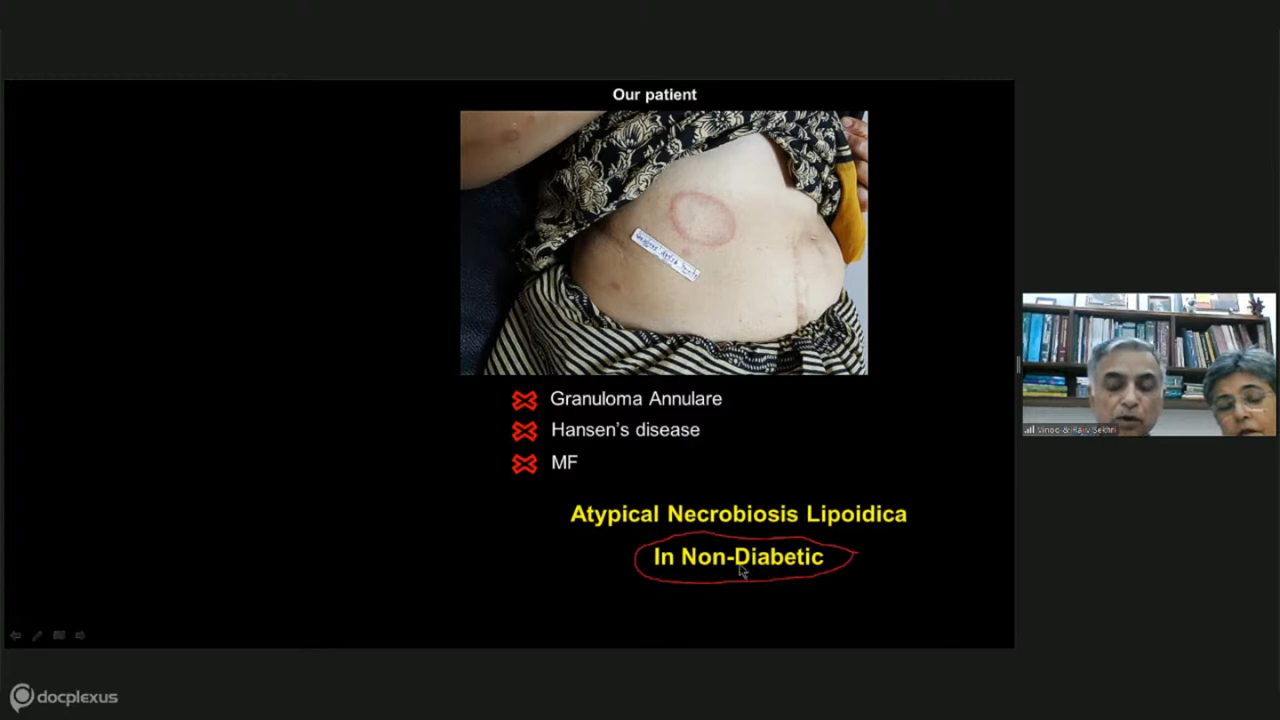 Our patient
Granuloma Annulare
Hansen's disease
MF
Atypical Necrobiosis Lipoidica
In Non-Diabetic
docplexus